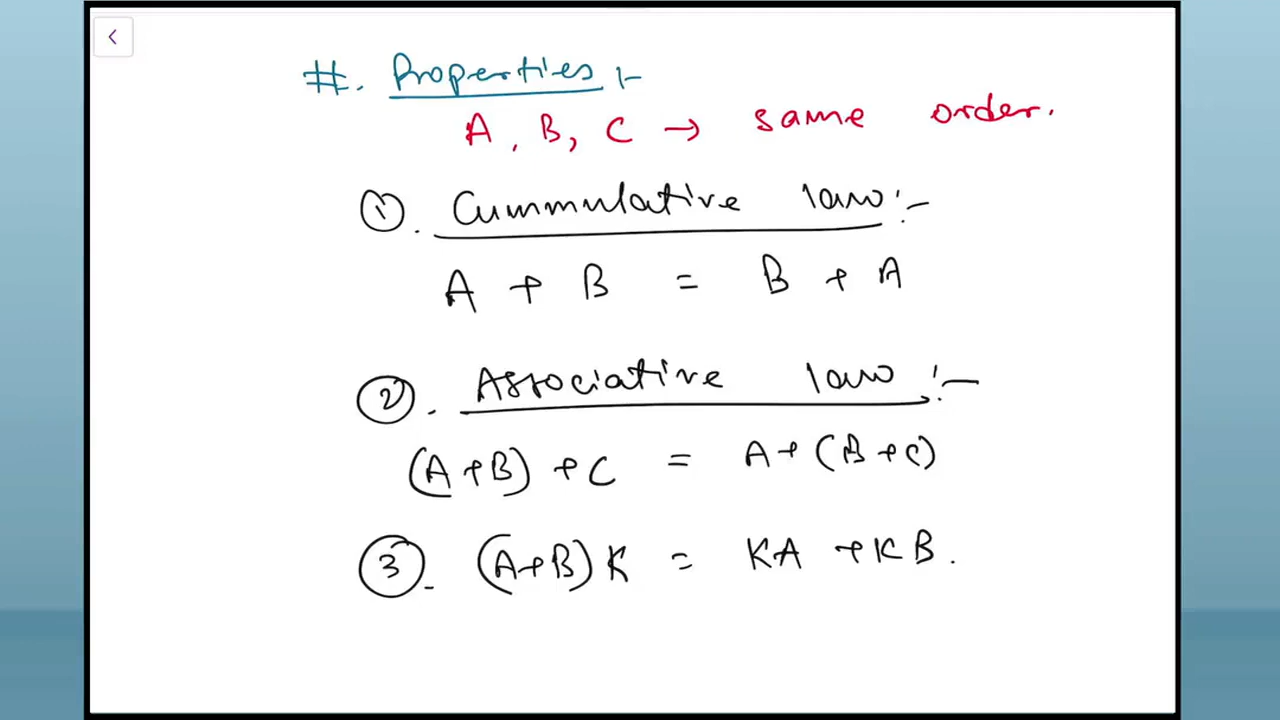 #. Properties :-
A, B, C → same order.
①. Cummulative law :-
A + B = B + A
②. Associative law :-
(A+B) + C = A + (B+C)
③. (A+B) K = KA + KB.